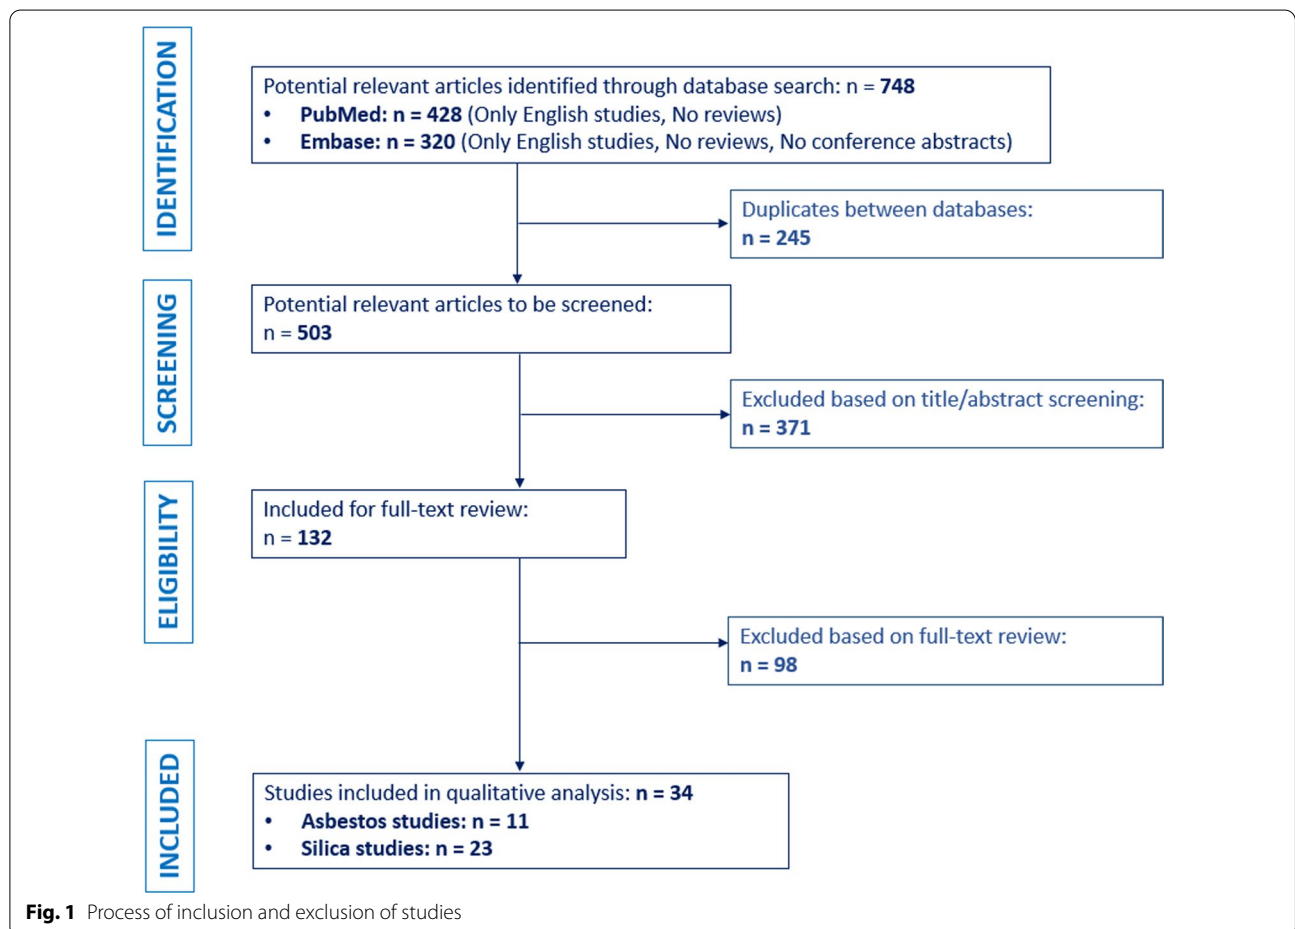 IDENTIFICATION
Potential relevant articles identified through database search: n = 748
• PubMed: n = 428 (Only English studies, No reviews)
• Embase: n = 320 (Only English studies, No reviews, No conference abstracts)
Duplicates between databases:
n = 245
SCREENING
Potential relevant articles to be screened:
n = 503
Excluded based on title/abstract screening:
n = 371
ELIGIBILITY
Included for full-text review:
n = 132
Excluded based on full-text review:
n = 98
INCLUDED
Studies included in qualitative analysis: n = 34
• Asbestos studies: n = 11
• Silica studies: n = 23
Fig. 1 Process of inclusion and exclusion of studies